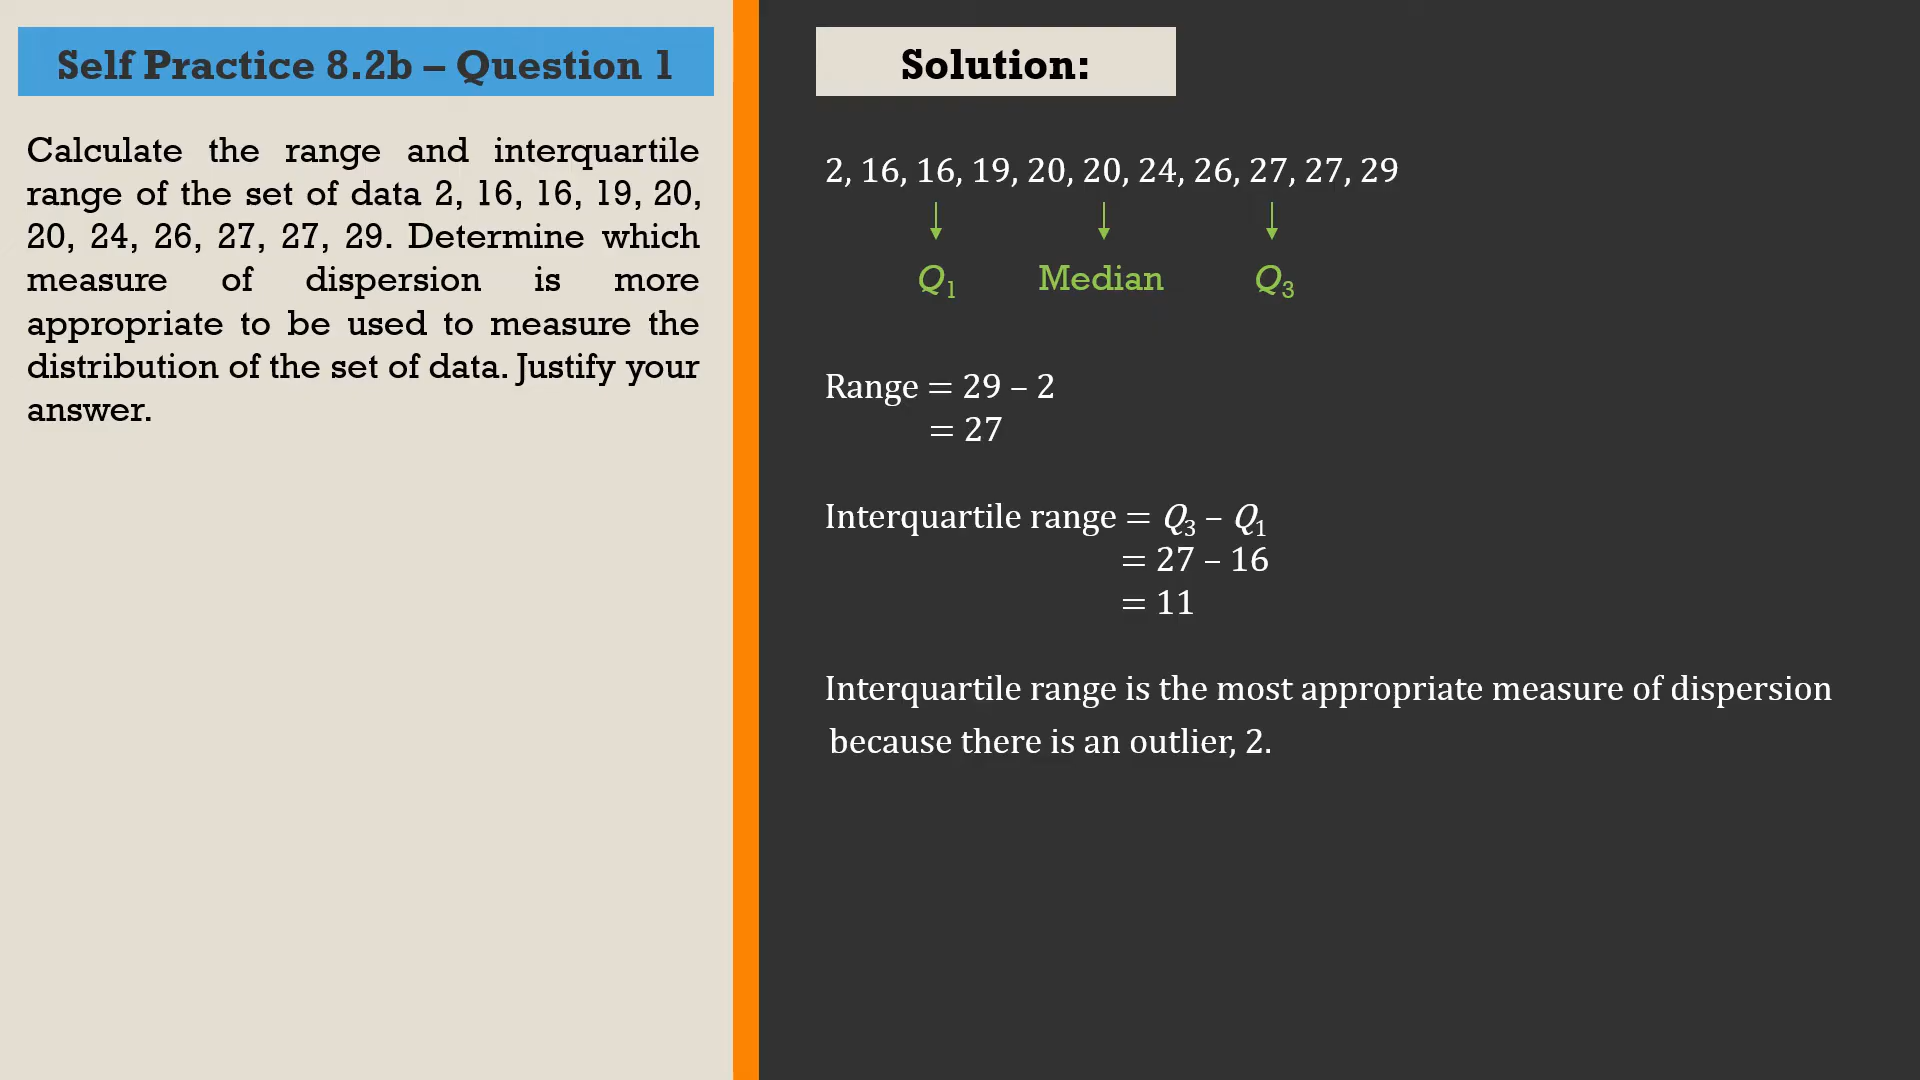 Self Practice 8.2b – Question 1
Calculate the range and interquartile
range of the set of data 2, 16, 16, 19, 20,
20, 24, 26, 27, 27, 29. Determine which
measure of dispersion is more
appropriate to be used to measure the
distribution of the set of data. Justify your
answer.
Solution:
2, 16, 16, 19, 20, 20, 24, 26, 27, 27, 29
Q₁ Median Q₃
Range = 29 – 2
= 27
Interquartile range = Q₃ – Q₁
= 27 – 16
= 11
Interquartile range is the most appropriate measure of dispersion
because there is an outlier, 2.